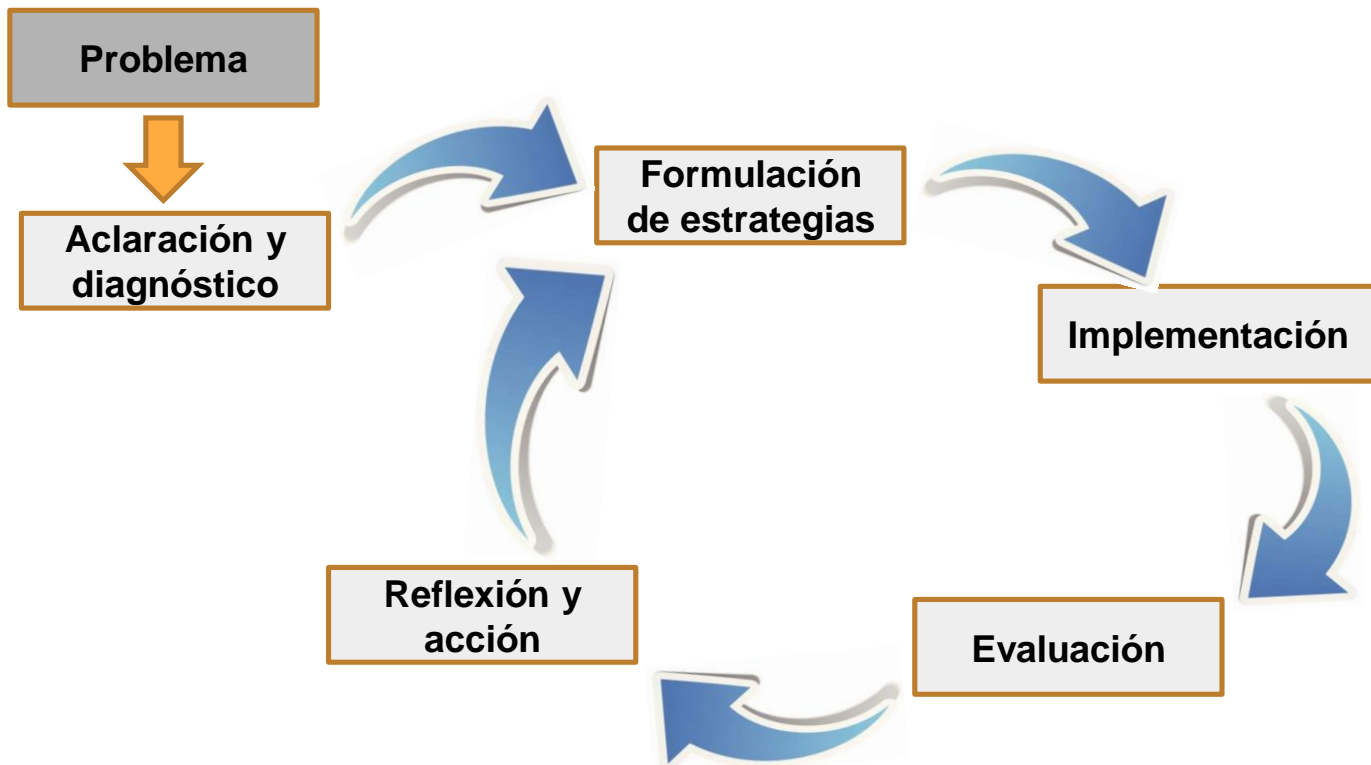 Problema
Aclaración y
diagnóstico
Formulación
de estrategias
Implementación
Evaluación
Reflexión y
acción